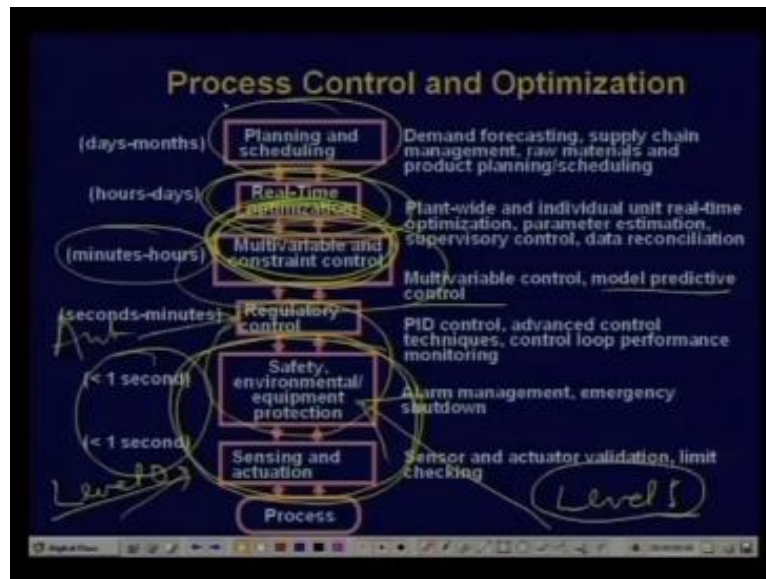 Process Control and Optimization
(days-months)
Planning and
scheduling
Demand forecasting, supply chain
management, raw materials and
product planning/scheduling
(hours-days)
Real-Time
optimization
Plant-wide and individual unit real-time
optimization, parameter estimation,
supervisory control, data reconciliation
(minutes-hours)
Multivariable and
constraint control
Multivariable control, model predictive
control
(seconds-minutes)
Regulatory
control
PID control, advanced control
techniques, control loop performance
monitoring
(< 1 second)
Safety,
environmental/
equipment
protection
Alarm management, emergency
shutdown
(< 1 second)
Sensing and
actuation
Sensor and actuator validation, limit
checking
Level 5
Process